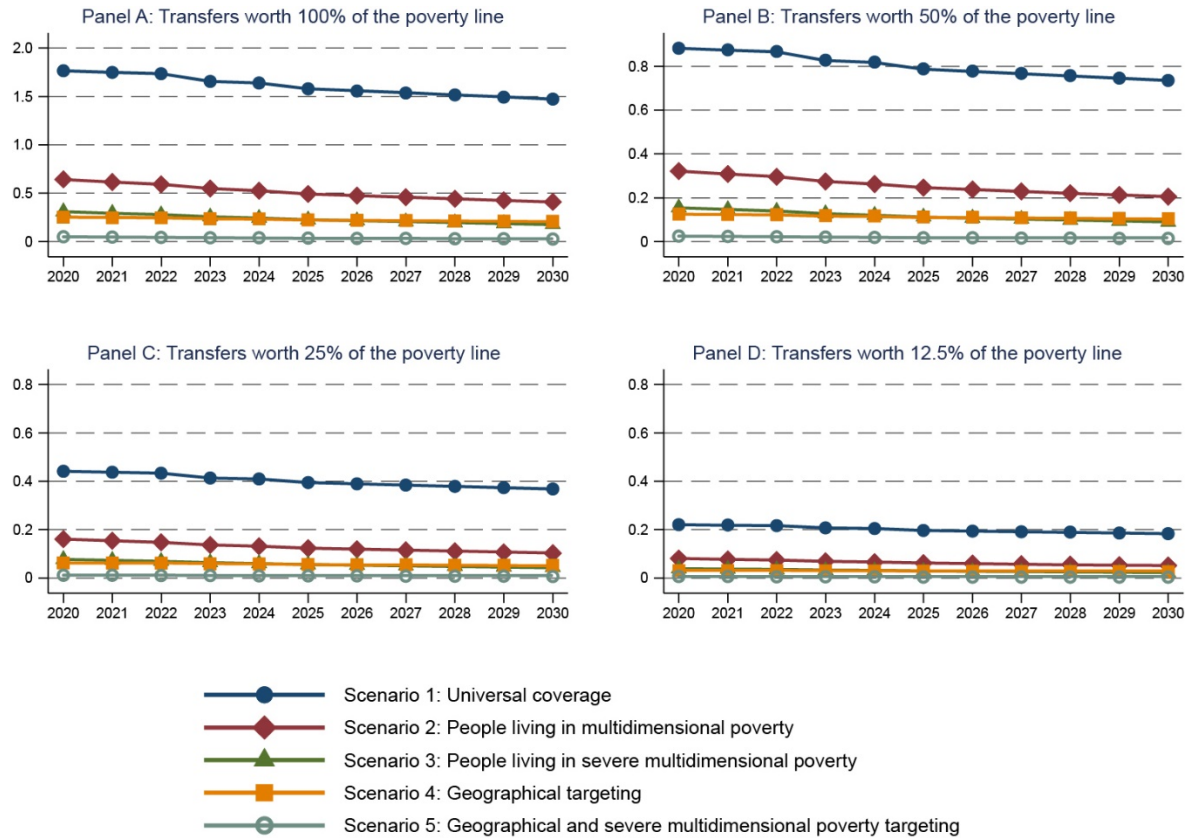 Panel A: Transfers worth 100% of the poverty line
2.0
1.5
1.0
0.5
0
2020 2021 2022 2023 2024 2025 2026 2027 2028 2029 2030
Panel B: Transfers worth 50% of the poverty line
0.8
0.6
0.4
0.2
0
2020 2021 2022 2023 2024 2025 2026 2027 2028 2029 2030
Panel C: Transfers worth 25% of the poverty line
0.8
0.6
0.4
0.2
0
2020 2021 2022 2023 2024 2025 2026 2027 2028 2029 2030
Panel D: Transfers worth 12.5% of the poverty line
0.8
0.6
0.4
0.2
0
2020 2021 2022 2023 2024 2025 2026 2027 2028 2029 2030
Scenario 1: Universal coverage
Scenario 2: People living in multidimensional poverty
Scenario 3: People living in severe multidimensional poverty
Scenario 4: Geographical targeting
Scenario 5: Geographical and severe multidimensional poverty targeting